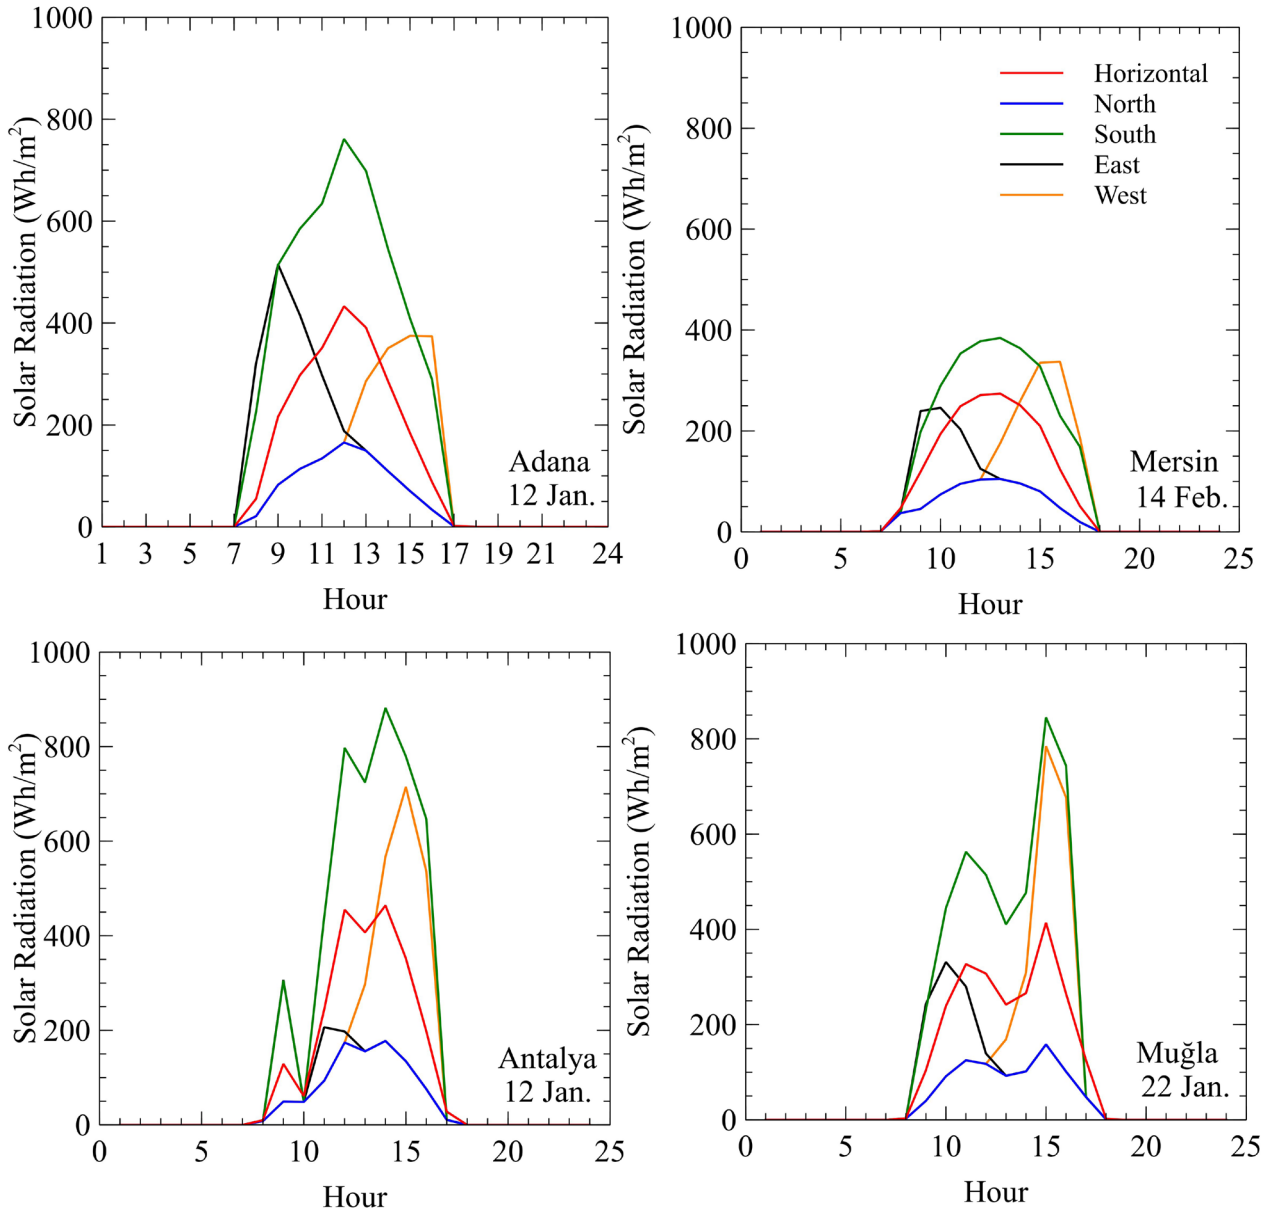 1000
800
600
400
200
0
Solar Radiation (Wh/m²)
Adana
12 Jan.
1 3 5 7 9 11 13 15 17 19 21 24
Hour
1000
800
600
400
200
0
Solar Radiation (Wh/m²)
Horizontal
North
South
East
West
Mersin
14 Feb.
0 5 10 15 20 25
Hour
1000
800
600
400
200
0
Solar Radiation (Wh/m²)
Antalya
12 Jan.
0 5 10 15 20 25
Hour
1000
800
600
400
200
0
Solar Radiation (Wh/m²)
Muğla
22 Jan.
0 5 10 15 20 25
Hour